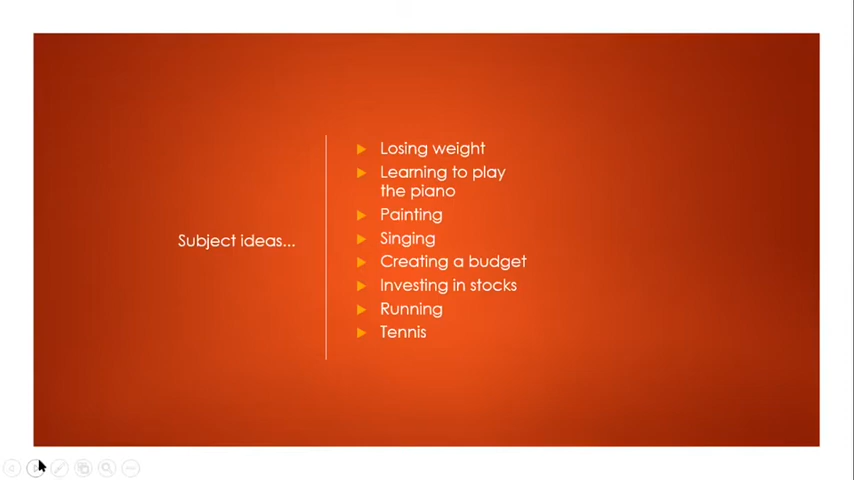 Subject ideas...
Losing weight
Learning to play
the piano
Painting
Singing
Creating a budget
Investing in stocks
Running
Tennis